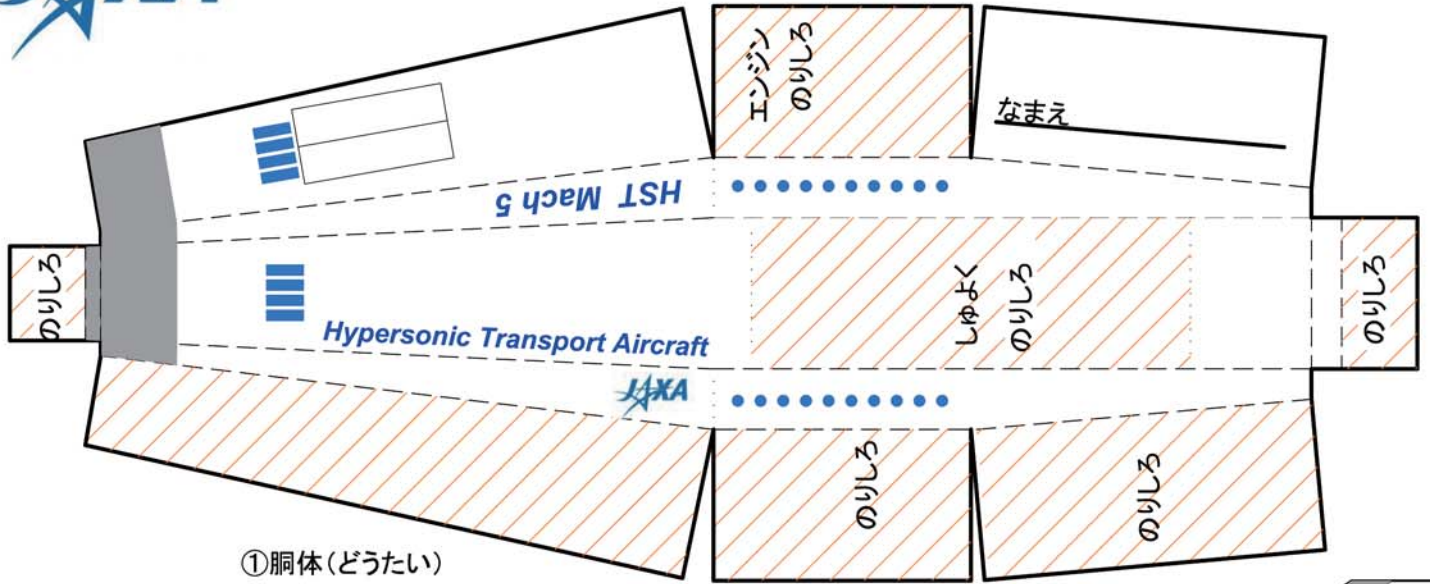 エンジン
のりしろ
なまえ
HST Mach 5
のりしろ
しゅよく
のりしろ
のりしろ
Hypersonic Transport Aircraft
JAXA
のりしろ
のりしろ
①胴体(どうたい)